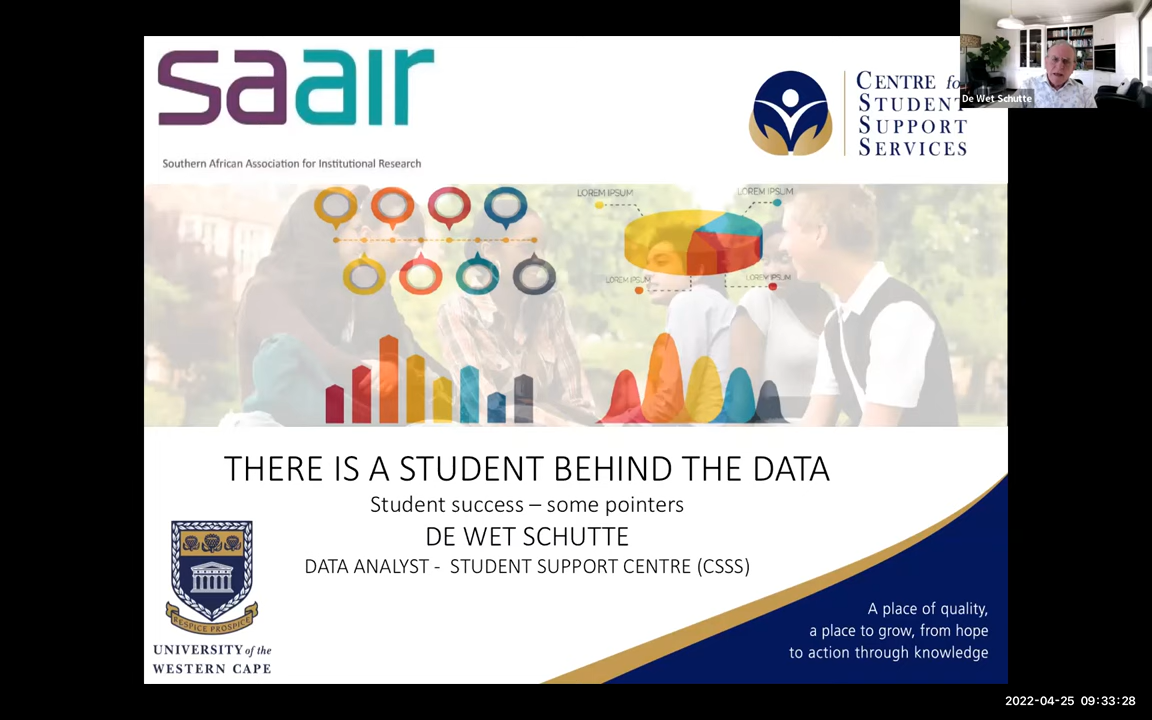 saair
Southern African Association for Institutional Research
CENTRE for
STUDENT
SUPPORT
SERVICES
De Wet Schutte
LOREM IPSUM
LOREM IPSUM
LOREM IPSUM
LOREM IPSUM
THERE IS A STUDENT BEHIND THE DATA
Student success – some pointers
DE WET SCHUTTE
DATA ANALYST - STUDENT SUPPORT CENTRE (CSSS)
RESPICE PROSPICE
UNIVERSITY of the
WESTERN CAPE
A place of quality,
a place to grow, from hope
to action through knowledge
2022-04-25 09:33:28